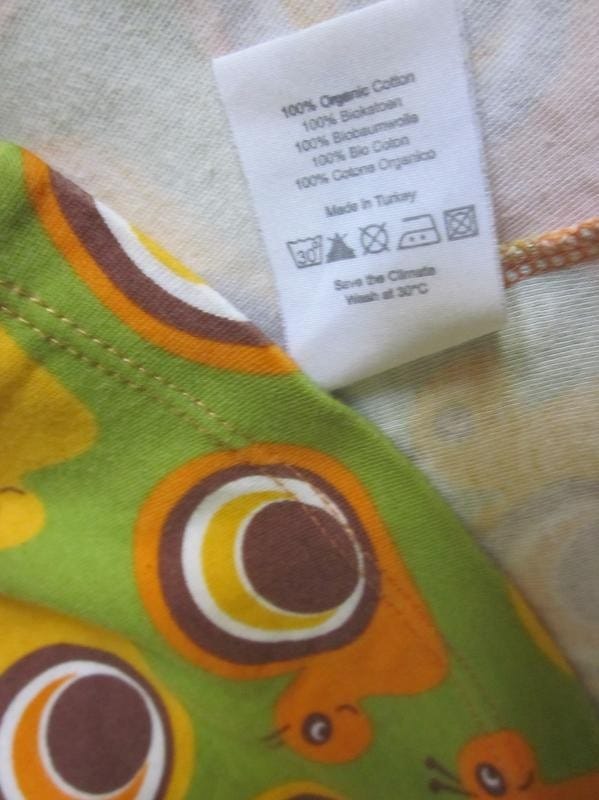 100% Organic Cotton
100% Biokatoen
100% Biobaumwolle
100% Bio Coton
100% Cotone Organico
Made in Turkey
30°
Save the Climate
Wash at 30°C